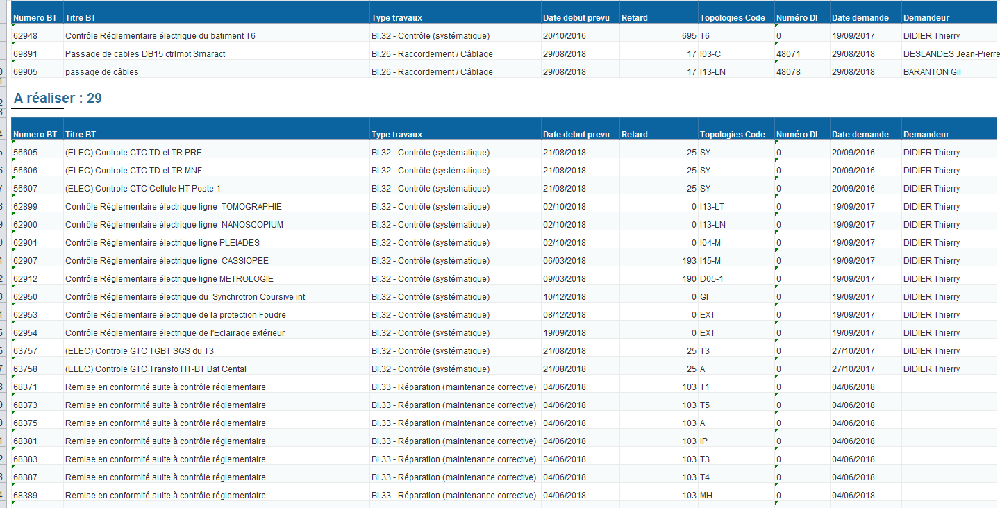 Numero BT Titre BT Type travaux Date debut prevu Retard Topologies Code Numéro DI Date demande Demandeur
62948 Contrôle Réglementaire électrique du batiment T6 BI.32 - Contrôle (systématique) 20/10/2016 695 T6 0 19/09/2017 DIDIER Thierry
69891 Passage de cables DB15 ctrlmot Smaract BI.26 - Raccordement / Câblage 29/08/2018 17 I03-C 48071 29/08/2018 DESLANDES Jean-Pierre
69905 passage de câbles BI.26 - Raccordement / Câblage 29/08/2018 17 I13-LN 48078 29/08/2018 BARANTON Gil
A réaliser : 29
Numero BT Titre BT Type travaux Date debut prevu Retard Topologies Code Numéro DI Date demande Demandeur
56605 (ELEC) Controle GTC TD et TR PRE BI.32 - Contrôle (systématique) 21/08/2018 25 SY 0 20/09/2016 DIDIER Thierry
56606 (ELEC) Controle GTC TD et TR MNF BI.32 - Contrôle (systématique) 21/08/2018 25 SY 0 20/09/2016 DIDIER Thierry
56607 (ELEC) Controle GTC Cellule HT Poste 1 BI.32 - Contrôle (systématique) 21/08/2018 25 SY 0 20/09/2016 DIDIER Thierry
62899 Contrôle Réglementaire électrique ligne TOMOGRAPHIE BI.32 - Contrôle (systématique) 02/10/2018 0 I13-LT 0 19/09/2017 DIDIER Thierry
62900 Contrôle Réglementaire électrique ligne NANOSCOPIUM BI.32 - Contrôle (systématique) 02/10/2018 0 I13-LN 0 19/09/2017 DIDIER Thierry
62901 Contrôle Réglementaire électrique ligne PLEIADES BI.32 - Contrôle (systématique) 02/10/2018 0 I04-M 0 19/09/2017 DIDIER Thierry
62907 Contrôle Réglementaire électrique ligne CASSIOPEE BI.32 - Contrôle (systématique) 06/03/2018 193 I15-M 0 19/09/2017 DIDIER Thierry
62912 Contrôle Réglementaire électrique ligne METROLOGIE BI.32 - Contrôle (systématique) 09/03/2018 190 D05-1 0 19/09/2017 DIDIER Thierry
62950 Contrôle Réglementaire électrique du Synchrotron Coursive int BI.32 - Contrôle (systématique) 10/12/2018 0 GI 0 19/09/2017 DIDIER Thierry
62953 Contrôle Réglementaire électrique de la protection Foudre BI.32 - Contrôle (systématique) 08/12/2018 0 EXT 0 19/09/2017 DIDIER Thierry
62954 Contrôle Réglementaire électrique de l'Eclairage extérieur BI.32 - Contrôle (systématique) 19/09/2018 0 EXT 0 19/09/2017 DIDIER Thierry
63757 (ELEC) Controle GTC TGBT SGS du T3 BI.32 - Contrôle (systématique) 21/08/2018 25 T3 0 27/10/2017 DIDIER Thierry
63758 (ELEC) Controle GTC Transfo HT-BT Bat Cental BI.32 - Contrôle (systématique) 21/08/2018 25 A 0 27/10/2017 DIDIER Thierry
68371 Remise en conformité suite à contrôle réglementaire BI.33 - Réparation (maintenance corrective) 04/06/2018 103 T1 0 04/06/2018
68373 Remise en conformité suite à contrôle réglementaire BI.33 - Réparation (maintenance corrective) 04/06/2018 103 T5 0 04/06/2018
68375 Remise en conformité suite à contrôle réglementaire BI.33 - Réparation (maintenance corrective) 04/06/2018 103 A 0 04/06/2018
68381 Remise en conformité suite à contrôle réglementaire BI.33 - Réparation (maintenance corrective) 04/06/2018 103 IP 0 04/06/2018
68383 Remise en conformité suite à contrôle réglementaire BI.33 - Réparation (maintenance corrective) 04/06/2018 103 T3 0 04/06/2018
68387 Remise en conformité suite à contrôle réglementaire BI.33 - Réparation (maintenance corrective) 04/06/2018 103 T4 0 04/06/2018
68389 Remise en conformité suite à contrôle réglementaire BI.33 - Réparation (maintenance corrective) 04/06/2018 103 MH 0 04/06/2018